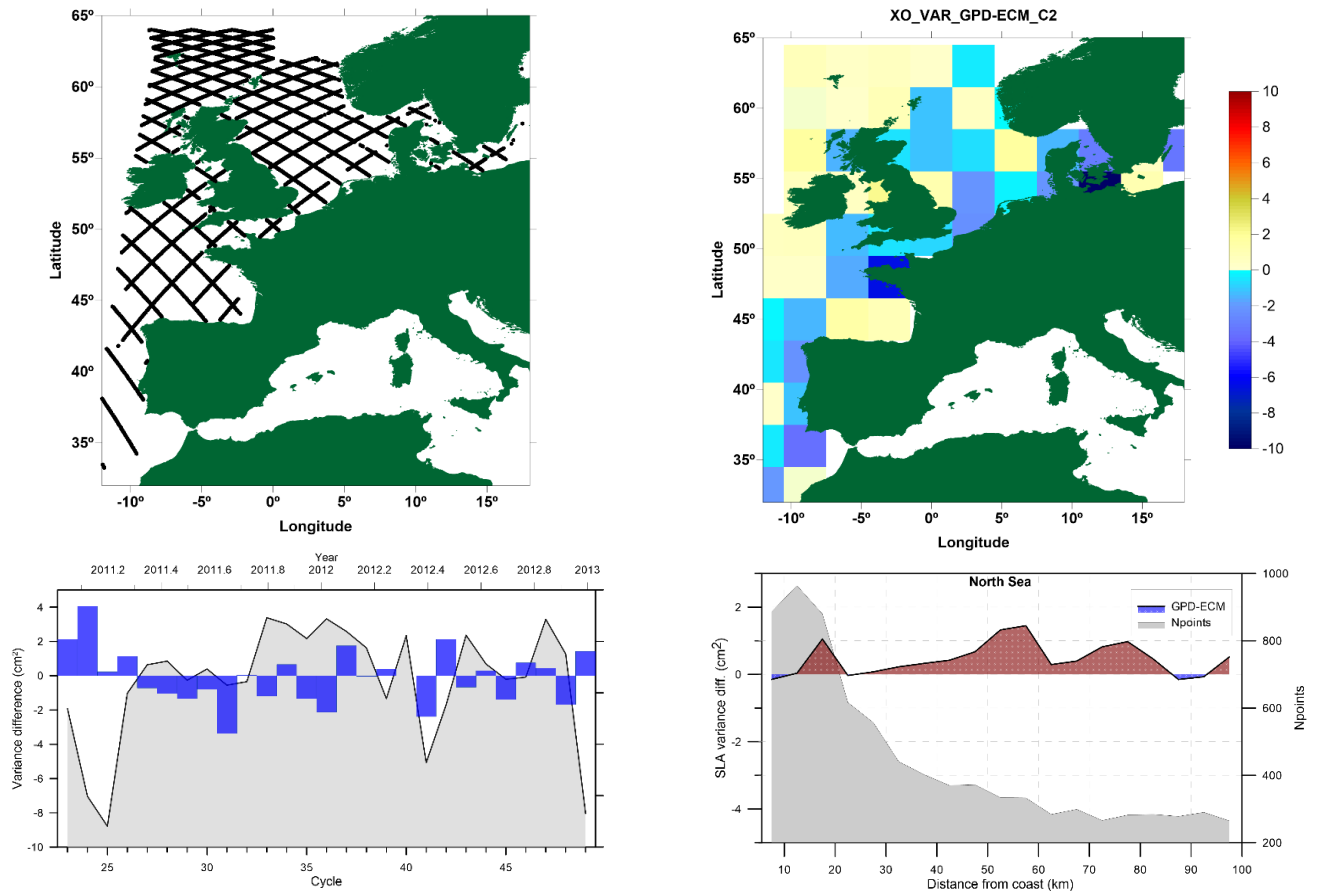 65º
60º
55º
50º
45º
40º
35º
Latitude
-10º -5º 0º 5º 10º 15º
Longitude
XO_VAR_GPD-ECM_C2
65º
60º
55º
50º
45º
40º
35º
Latitude
-10º -5º 0º 5º 10º 15º
Longitude
10
8
6
4
2
0
-2
-4
-6
-8
-10
Year
2011.2 2011.4 2011.6 2011.8 2012 2012.2 2012.4 2012.6 2012.8 2013
4
2
0
-2
-4
-6
-8
-10
Variance difference (cm²)
25 30 35 40 45
Cycle
North Sea
GPD-ECM
Npoints
2
0
-2
-4
SLA variance diff. (cm²)
1000
800
600
400
200
Npoints
10 20 30 40 50 60 70 80 90 100
Distance from coast (km)